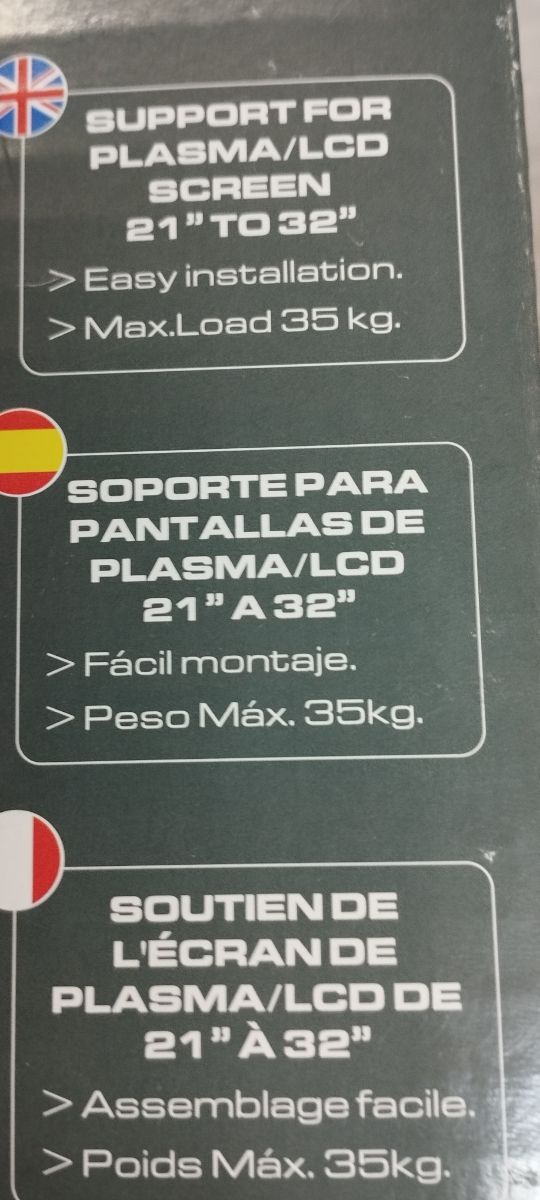 SUPPORT FOR
PLASMA/LCD
SCREEN
21" TO 32"
> Easy installation.
> Max.Load 35 kg.
SOPORTE PARA
PANTALLAS DE
PLASMA/LCD
21" A 32"
> Fácil montaje.
> Peso Máx. 35kg.
SOUTIEN DE
L'ÉCRAN DE
PLASMA/LCD DE
21" À 32"
> Assemblage facile.
> Poids Máx. 35kg.